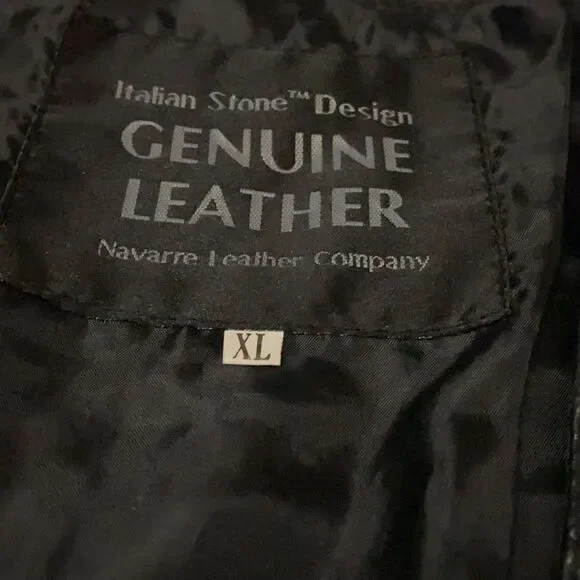 Italian Stone™ Design
GENUINE
LEATHER
Navarre Leather Company
XL